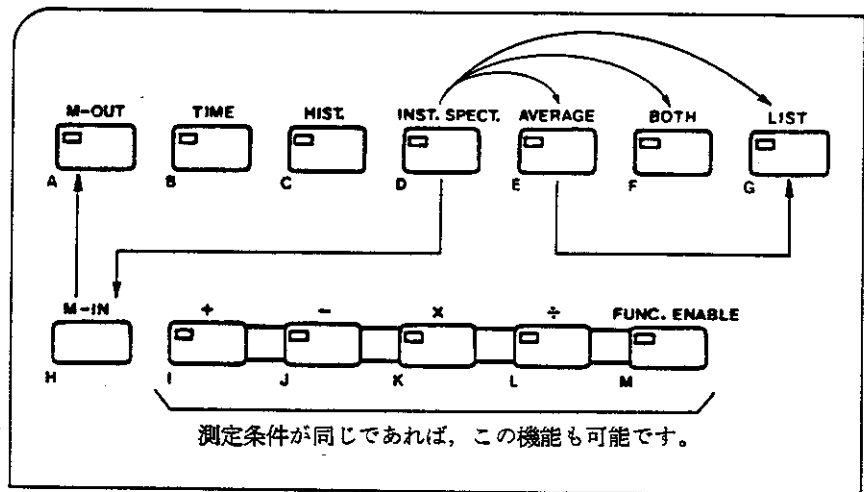 M-OUT TIME HIST. INST. SPECT. AVERAGE BOTH LIST
A B C D E F G
M-IN + - × ÷ FUNC. ENABLE
H I J K L M
測定条件が同じであれば，この機能も可能です。